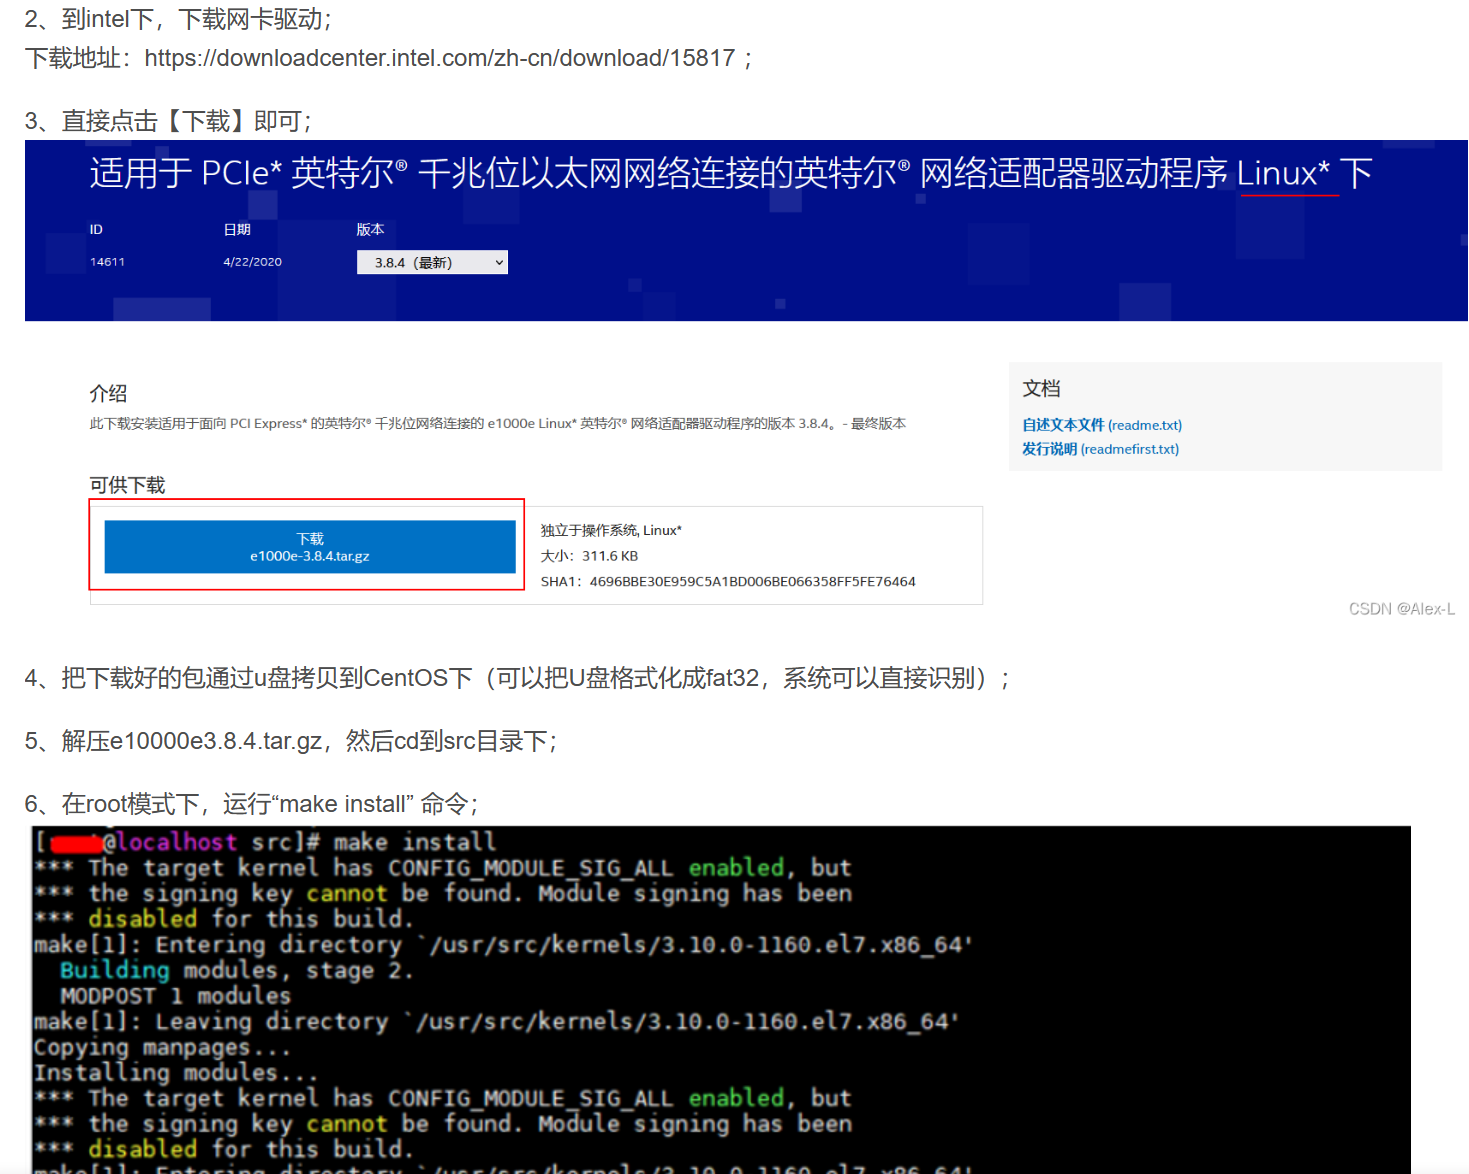 2、到intel下，下载网卡驱动；
下载地址：https://downloadcenter.intel.com/zh-cn/download/15817 ；
3、直接点击【下载】即可；
适用于 PCIe* 英特尔® 千兆位以太网网络连接的英特尔® 网络适配器驱动程序 Linux* 下
ID 日期 版本
14611 4/22/2020 3.8.4（最新）
介绍
此下载安装适用于面向 PCI Express* 的英特尔® 千兆位网络连接的 e1000e Linux* 英特尔® 网络适配器驱动程序的版本 3.8.4。- 最终版本
文档
自述文本文件 (readme.txt)
发行说明 (readmefirst.txt)
可供下载
下载
e1000e-3.8.4.tar.gz
独立于操作系统, Linux*
大小：311.6 KB
SHA1：4696BBE30E959C5A1BD006BE066358FF5FE76464
CSDN @Alex-L
4、把下载好的包通过u盘拷贝到CentOS下（可以把U盘格式化成fat32，系统可以直接识别）；
5、解压e10000e3.8.4.tar.gz，然后cd到src目录下；
6、在root模式下，运行“make install” 命令；
[ @localhost src]# make install
*** The target kernel has CONFIG_MODULE_SIG_ALL enabled, but
*** the signing key cannot be found. Module signing has been
*** disabled for this build.
make[1]: Entering directory `/usr/src/kernels/3.10.0-1160.el7.x86_64'
Building modules, stage 2.
MODPOST 1 modules
make[1]: Leaving directory `/usr/src/kernels/3.10.0-1160.el7.x86_64'
Copying manpages...
Installing modules...
*** The target kernel has CONFIG_MODULE_SIG_ALL enabled, but
*** the signing key cannot be found. Module signing has been
*** disabled for this build.
make[1]: Entering directory `/usr/src/kernels/3.10.0-1160.el7.x86_64'